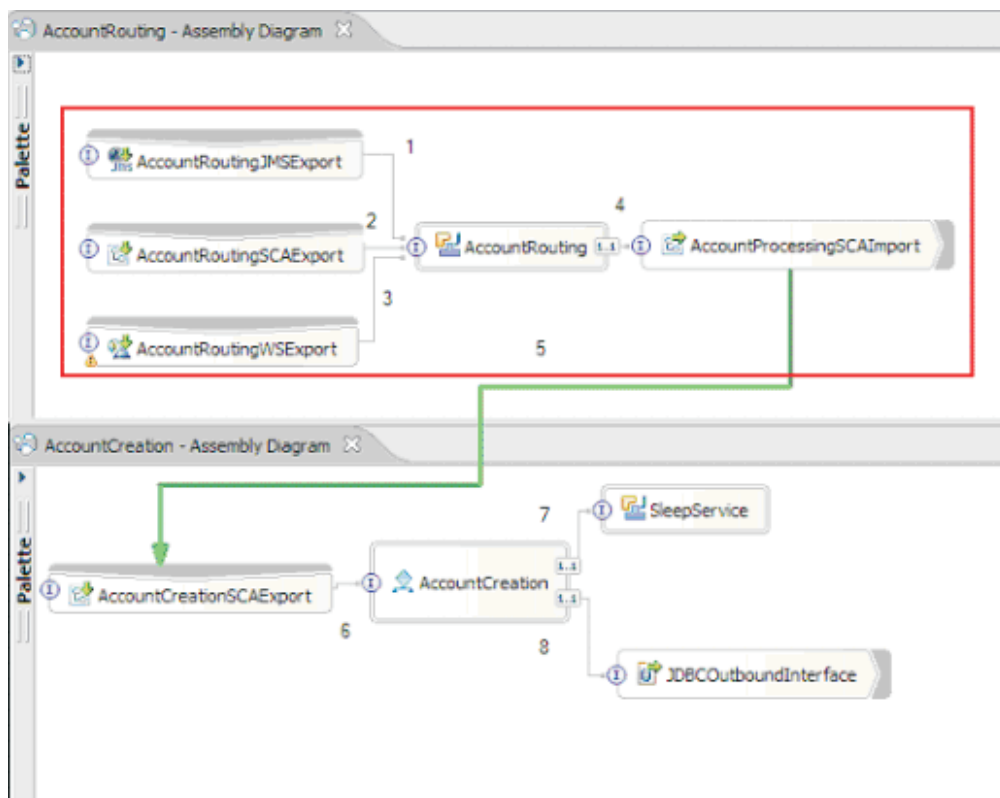 AccountRouting - Assembly Diagram
Palette
AccountRoutingJMSExport
1
AccountRoutingSCAExport
2
AccountRouting
1..1
4
AccountProcessingSCAImport
3
AccountRoutingWSExport
5
AccountCreation - Assembly Diagram
Palette
7
SleepService
AccountCreationSCAExport
AccountCreation
1..1
1..1
6
8
JDBCOutboundInterface